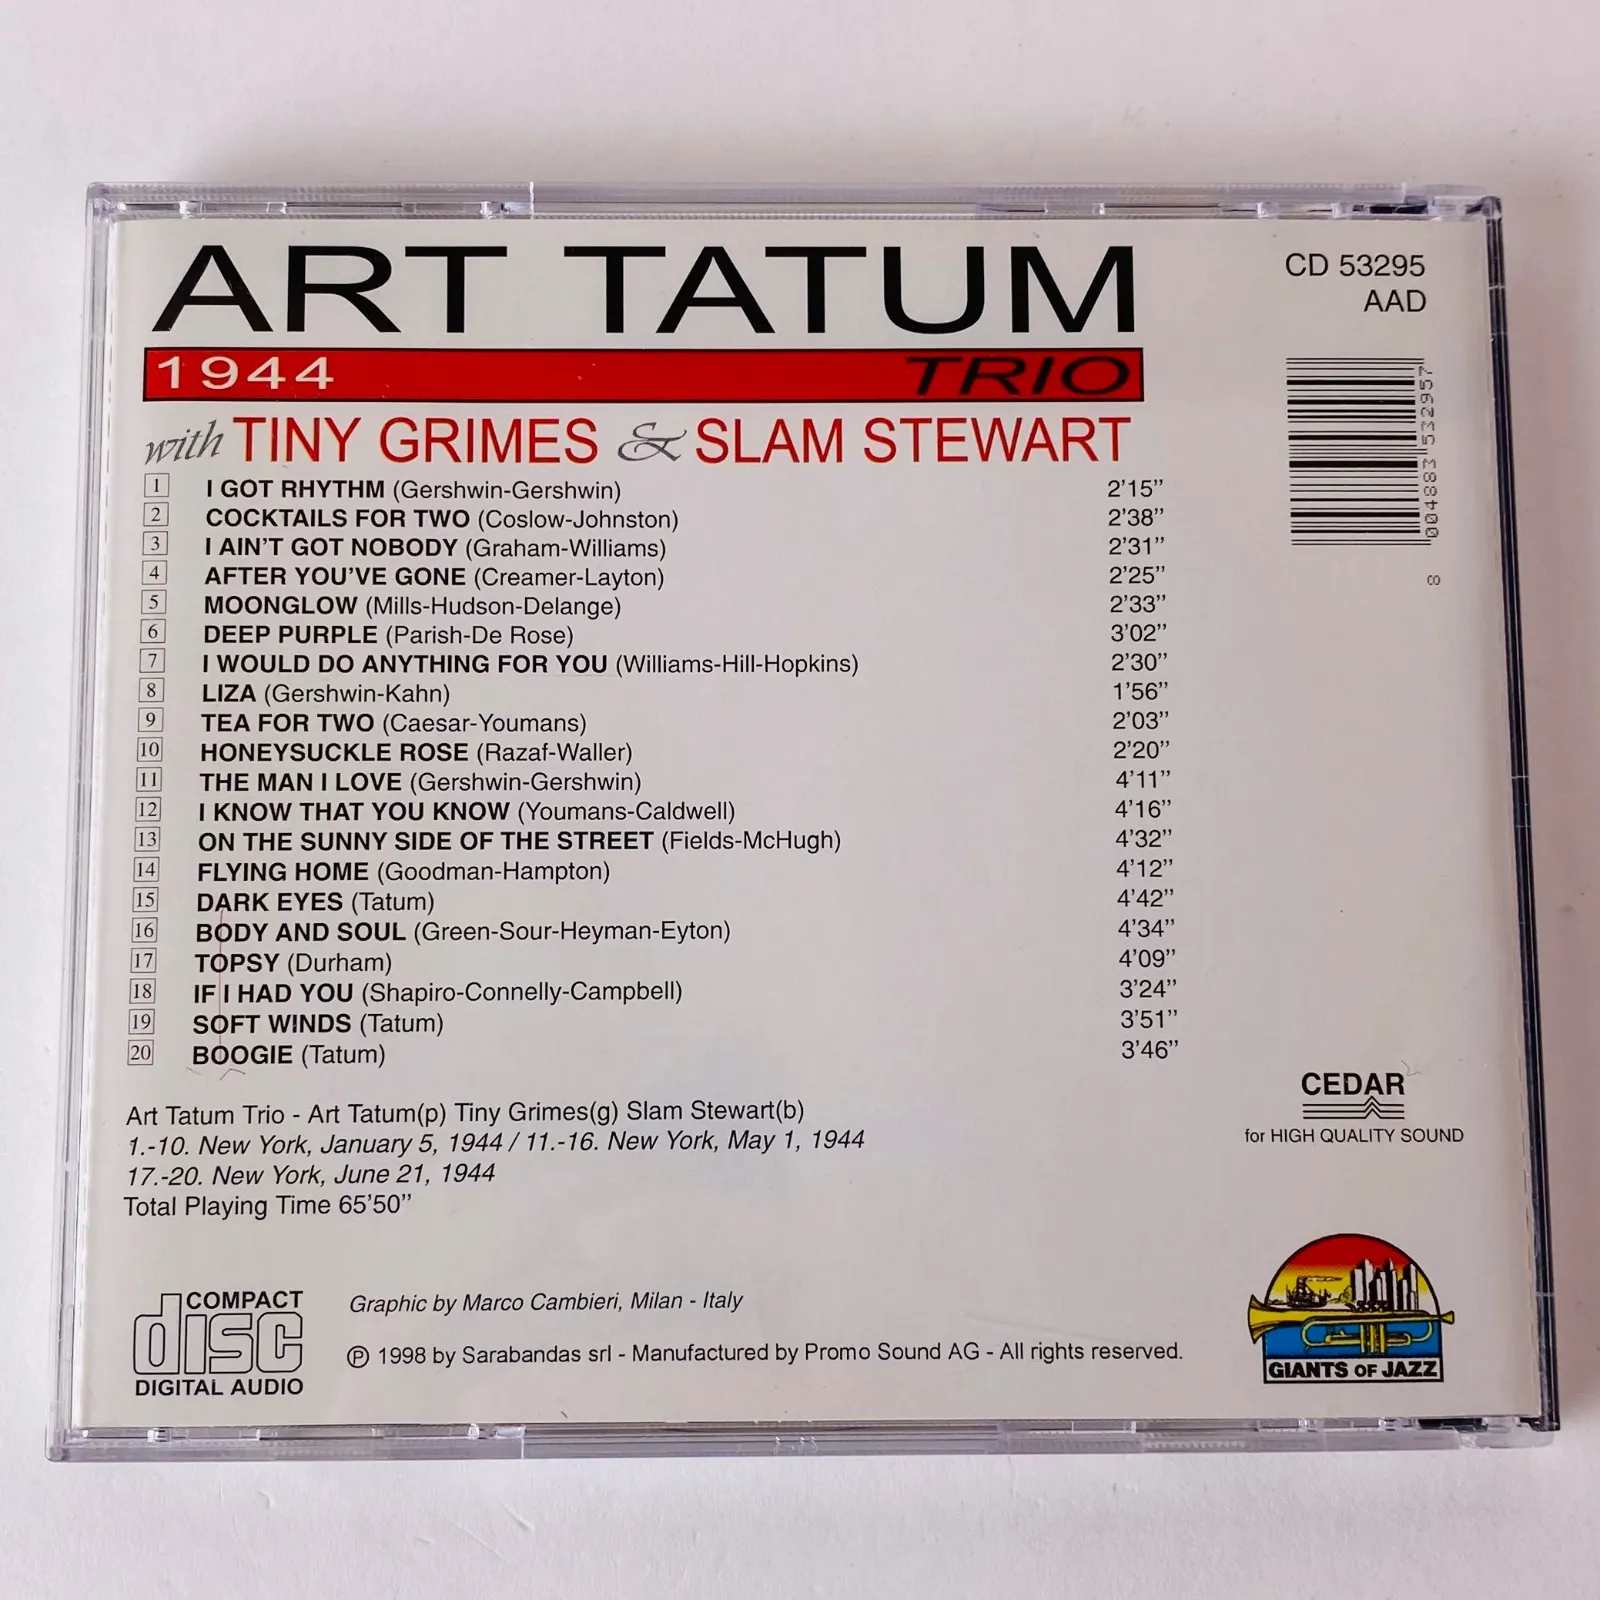 ART TATUM
1944 TRIO
with TINY GRIMES & SLAM STEWART
CD 53295
AAD
8 004883 532957
1 I GOT RHYTHM (Gershwin-Gershwin) 2'15"
2 COCKTAILS FOR TWO (Coslow-Johnston) 2'38"
3 I AIN'T GOT NOBODY (Graham-Williams) 2'31"
4 AFTER YOU'VE GONE (Creamer-Layton) 2'25"
5 MOONGLOW (Mills-Hudson-Delange) 2'33"
6 DEEP PURPLE (Parish-De Rose) 3'02"
7 I WOULD DO ANYTHING FOR YOU (Williams-Hill-Hopkins) 2'30"
8 LIZA (Gershwin-Kahn) 1'56"
9 TEA FOR TWO (Caesar-Youmans) 2'03"
10 HONEYSUCKLE ROSE (Razaf-Waller) 2'20"
11 THE MAN I LOVE (Gershwin-Gershwin) 4'11"
12 I KNOW THAT YOU KNOW (Youmans-Caldwell) 4'16"
13 ON THE SUNNY SIDE OF THE STREET (Fields-McHugh) 4'32"
14 FLYING HOME (Goodman-Hampton) 4'12"
15 DARK EYES (Tatum) 4'42"
16 BODY AND SOUL (Green-Sour-Heyman-Eyton) 4'34"
17 TOPSY (Durham) 4'09"
18 IF I HAD YOU (Shapiro-Connelly-Campbell) 3'24"
19 SOFT WINDS (Tatum) 3'51"
20 BOOGIE (Tatum) 3'46"
Art Tatum Trio - Art Tatum(p) Tiny Grimes(g) Slam Stewart(b)
1.-10. New York, January 5, 1944 / 11.-16. New York, May 1, 1944
17.-20. New York, June 21, 1944
Total Playing Time 65'50"
CEDAR
for HIGH QUALITY SOUND
COMPACT
disc
DIGITAL AUDIO
Graphic by Marco Cambieri, Milan - Italy
℗ 1998 by Sarabandas srl - Manufactured by Promo Sound AG - All rights reserved.
GIANTS OF JAZZ